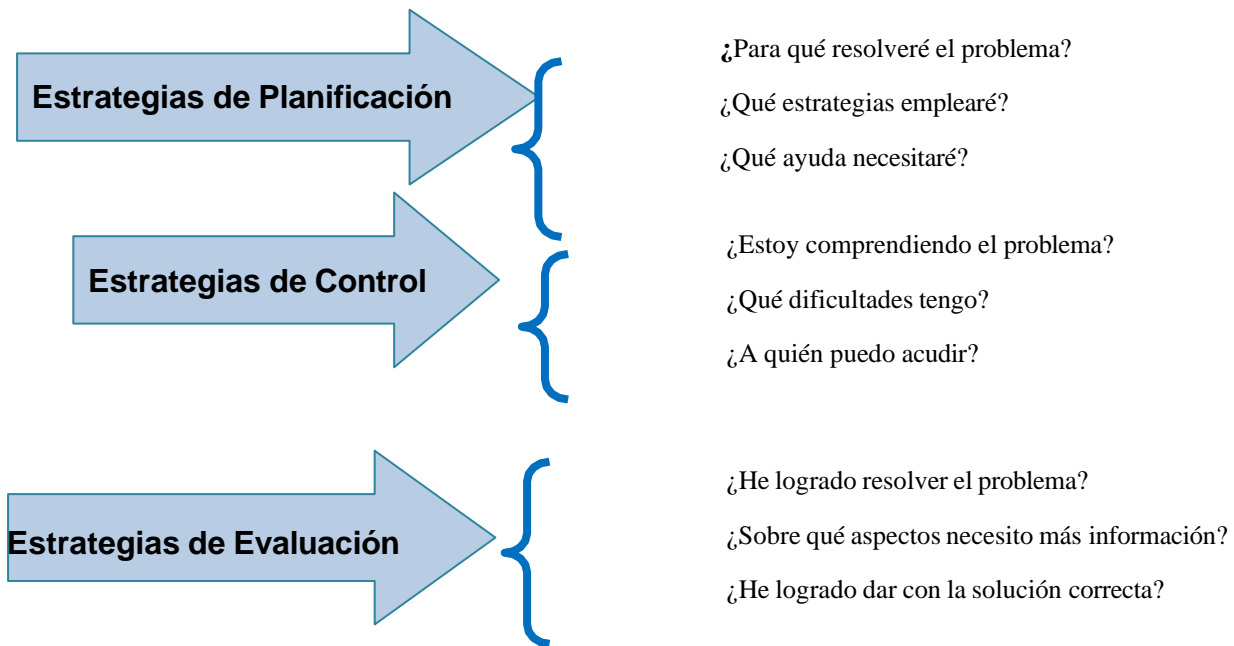 ¿Para qué resolveré el problema?
Estrategias de Planificación
¿Qué estrategias emplearé?
¿Qué ayuda necesitaré?
¿Estoy comprendiendo el problema?
Estrategias de Control
¿Qué dificultades tengo?
¿A quién puedo acudir?
¿He logrado resolver el problema?
Estrategias de Evaluación
¿Sobre qué aspectos necesito más información?
¿He logrado dar con la solución correcta?